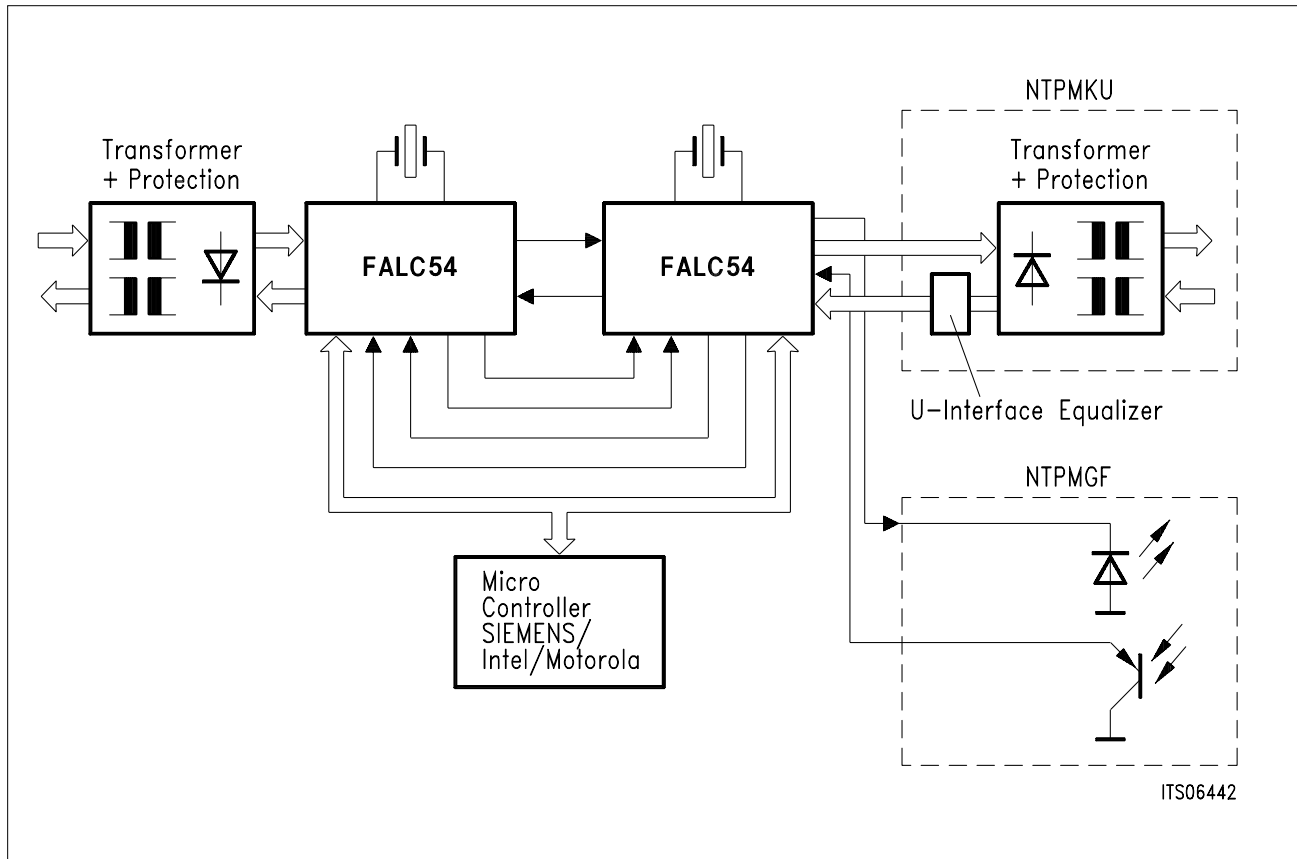 NTPMKU
Transformer
+ Protection
Transformer
+ Protection
FALC54
FALC54
U-Interface Equalizer
NTPMGF
Micro
Controller
SIEMENS/
Intel/Motorola
ITS06442